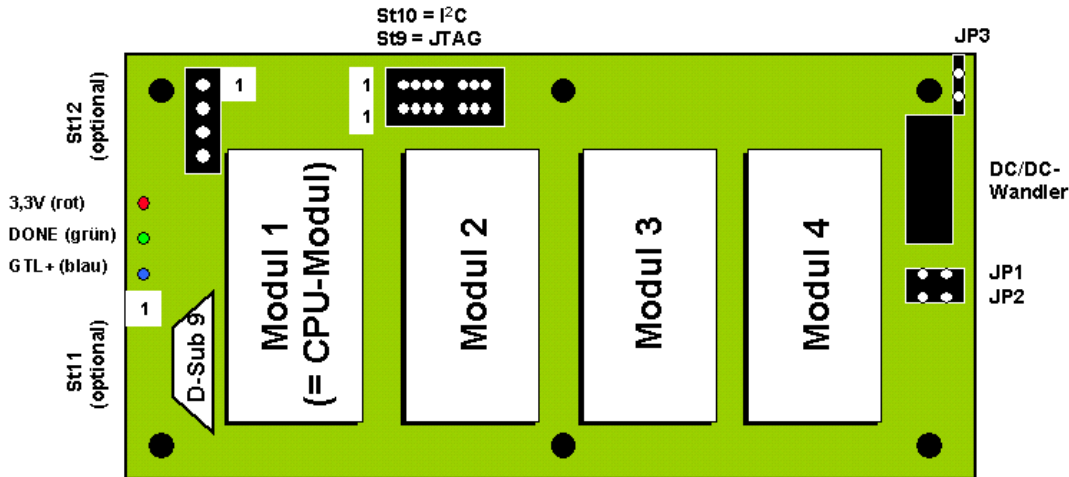 St10 = I²C
St9 = JTAG
JP3
St12
(optional)
1
1
1
3,3V (rot)
DONE (grün)
GTL+ (blau)
1
St11
(optional)
D-Sub 9
Modul 1
(= CPU-Modul)
Modul 2
Modul 3
Modul 4
DC/DC-
Wandler
JP1
JP2